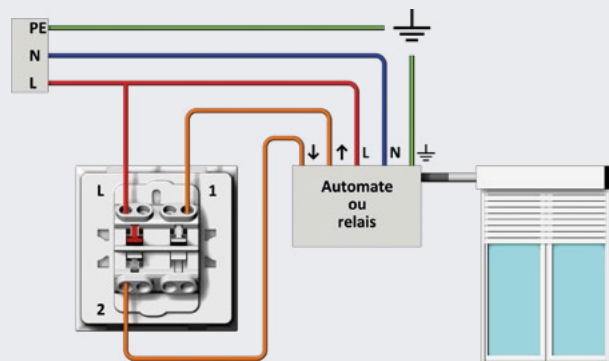 PE
N
L
↓ ↑ L N
L 1
Automate
ou
relais
2